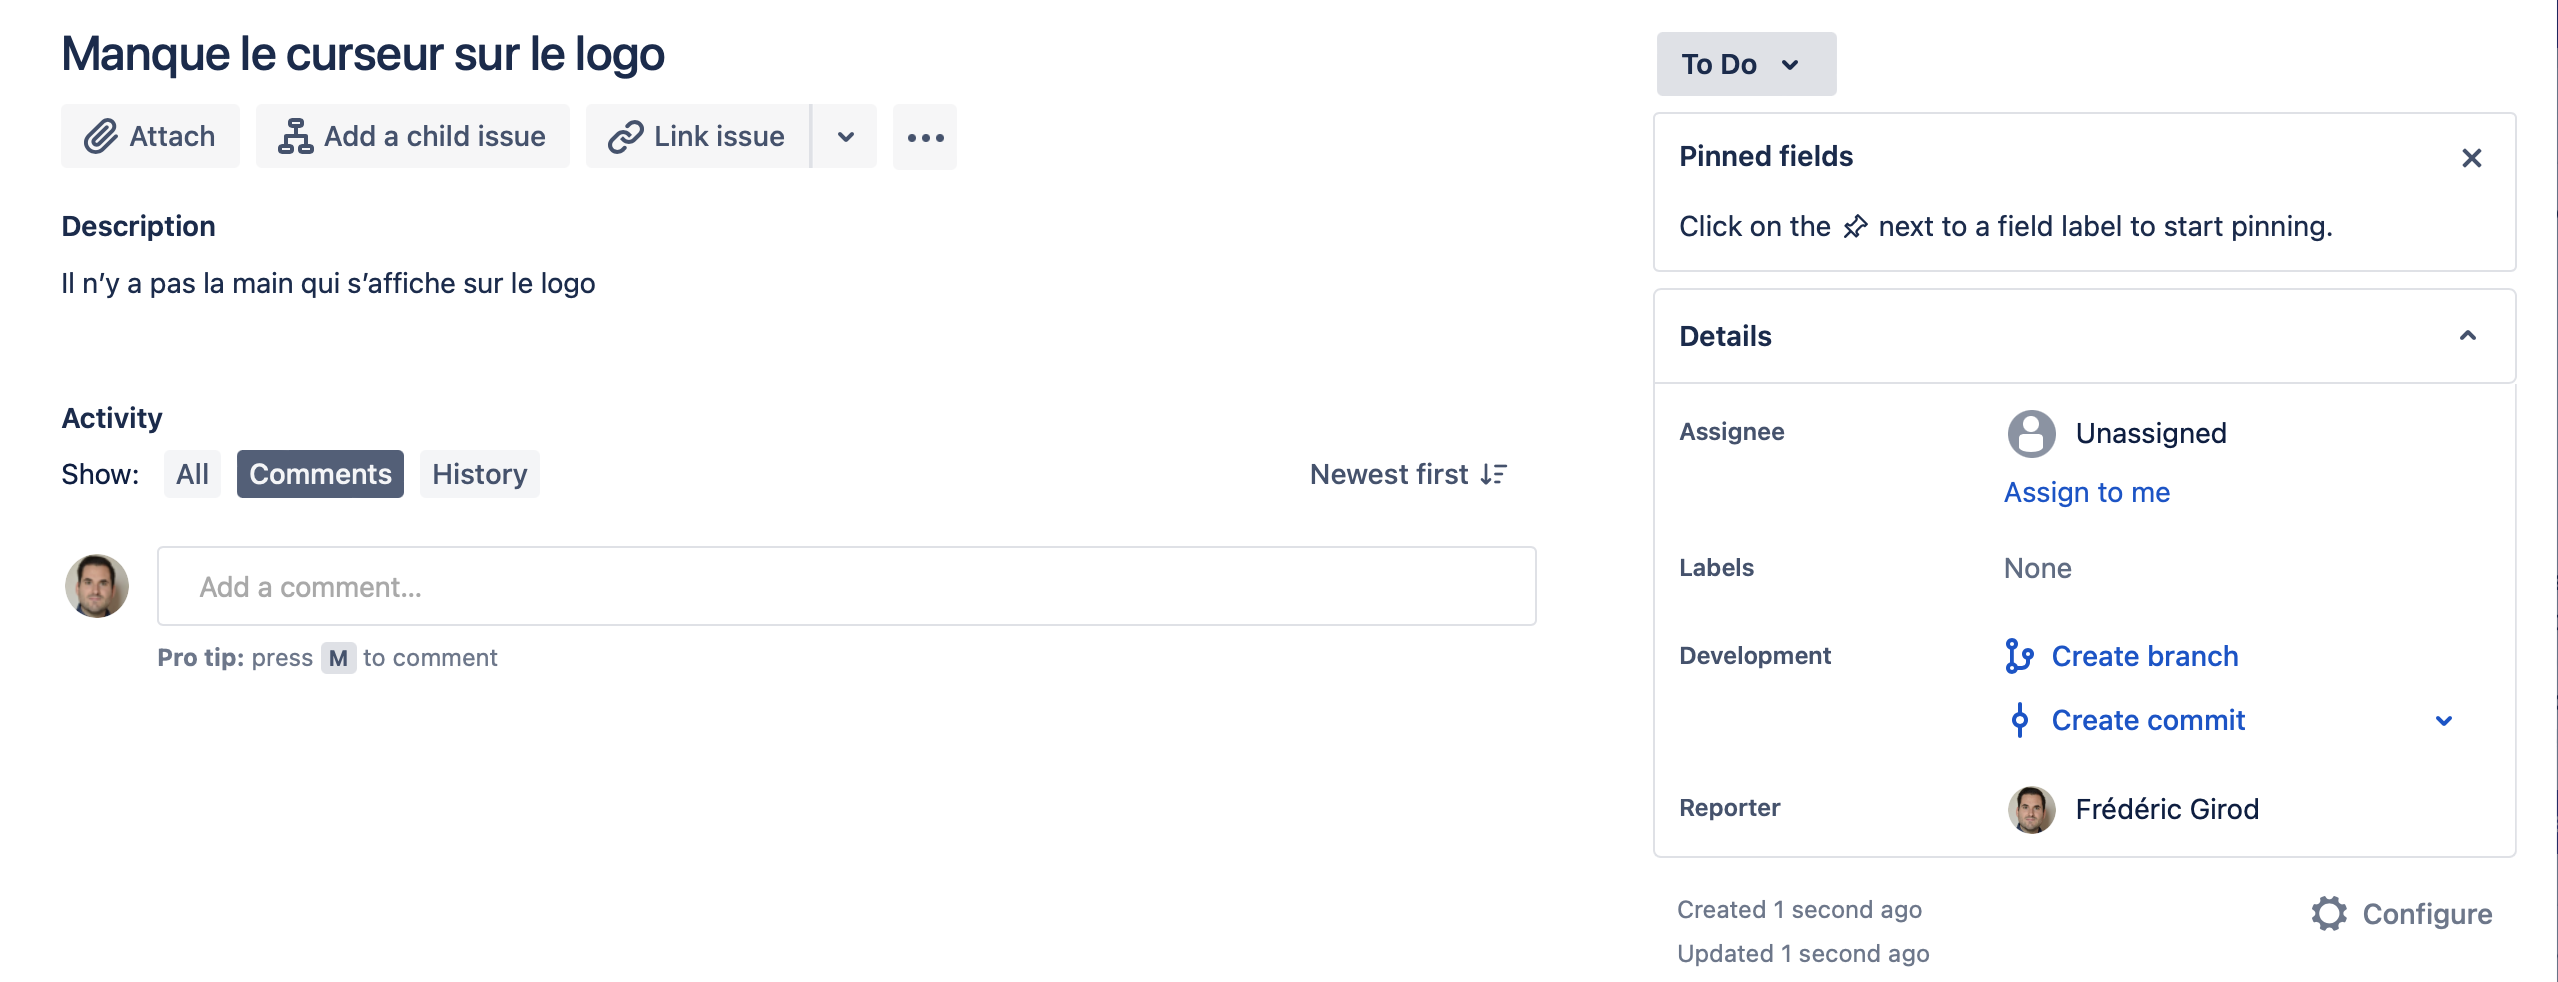 Manque le curseur sur le logo
Attach
Add a child issue
Link issue
Description
Il n’y a pas la main qui s’affiche sur le logo
Activity
Show: All Comments History
Newest first
Add a comment...
Pro tip: press M to comment
To Do
Pinned fields
Click on the next to a field label to start pinning.
Details
Assignee
Unassigned
Assign to me
Labels
None
Development
Create branch
Create commit
Reporter
Frédéric Girod
Created 1 second ago
Updated 1 second ago
Configure